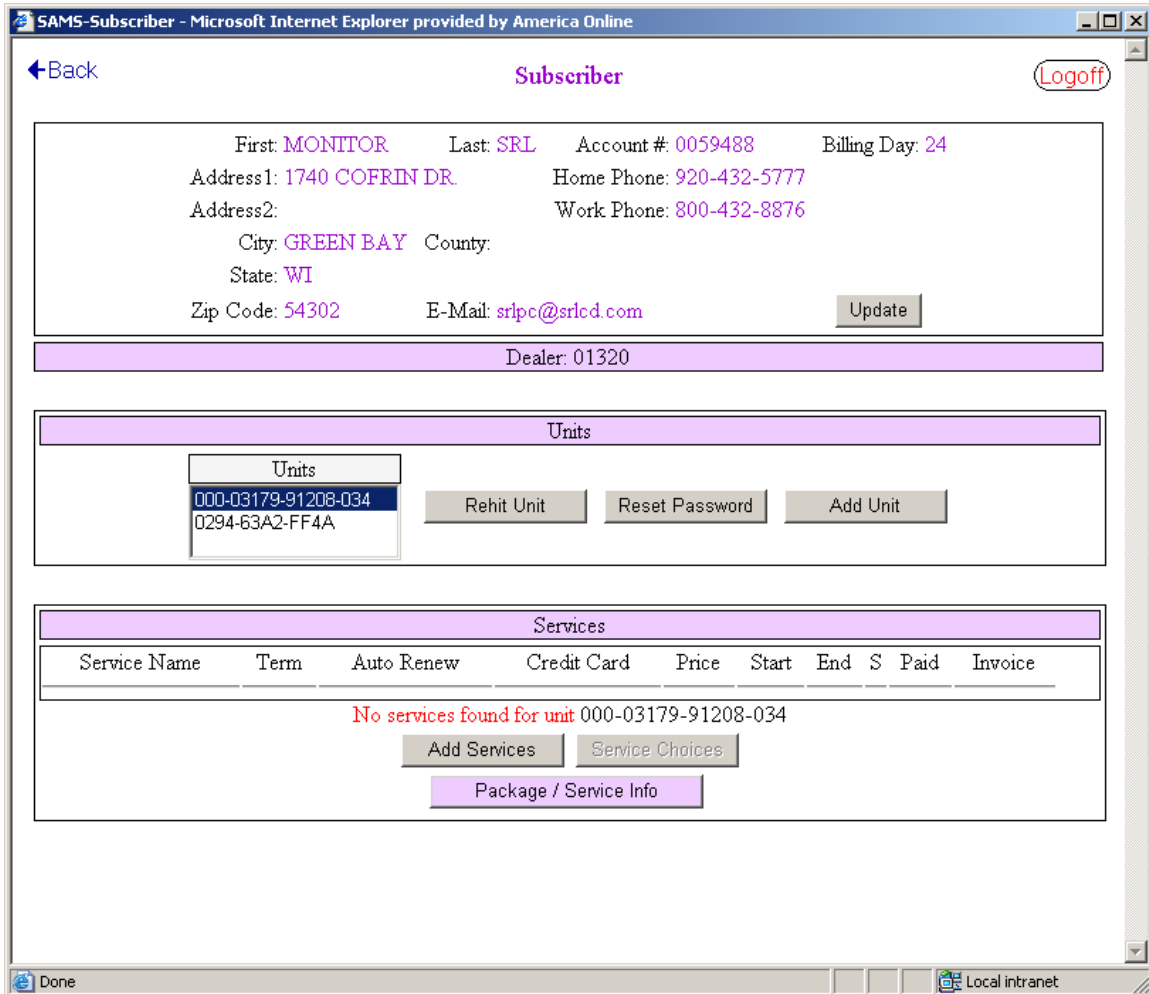 SAMS-Subscriber - Microsoft Internet Explorer provided by America Online
Back
Subscriber
Logoff
First: MONITOR Last: SRL Account #: 0059488 Billing Day: 24
Address1: 1740 COFRIN DR. Home Phone: 920-432-5777
Address2: Work Phone: 800-432-8876
City: GREEN BAY County:
State: WI
Zip Code: 54302 E-Mail: srlpc@srlcd.com Update
Dealer: 01320
Units
Units
000-03179-91208-034
0294-63A2-FF4A
Rehit Unit Reset Password Add Unit
Services
Service Name Term Auto Renew Credit Card Price Start End S Paid Invoice
No services found for unit 000-03179-91208-034
Add Services Service Choices
Package / Service Info
Done Local intranet